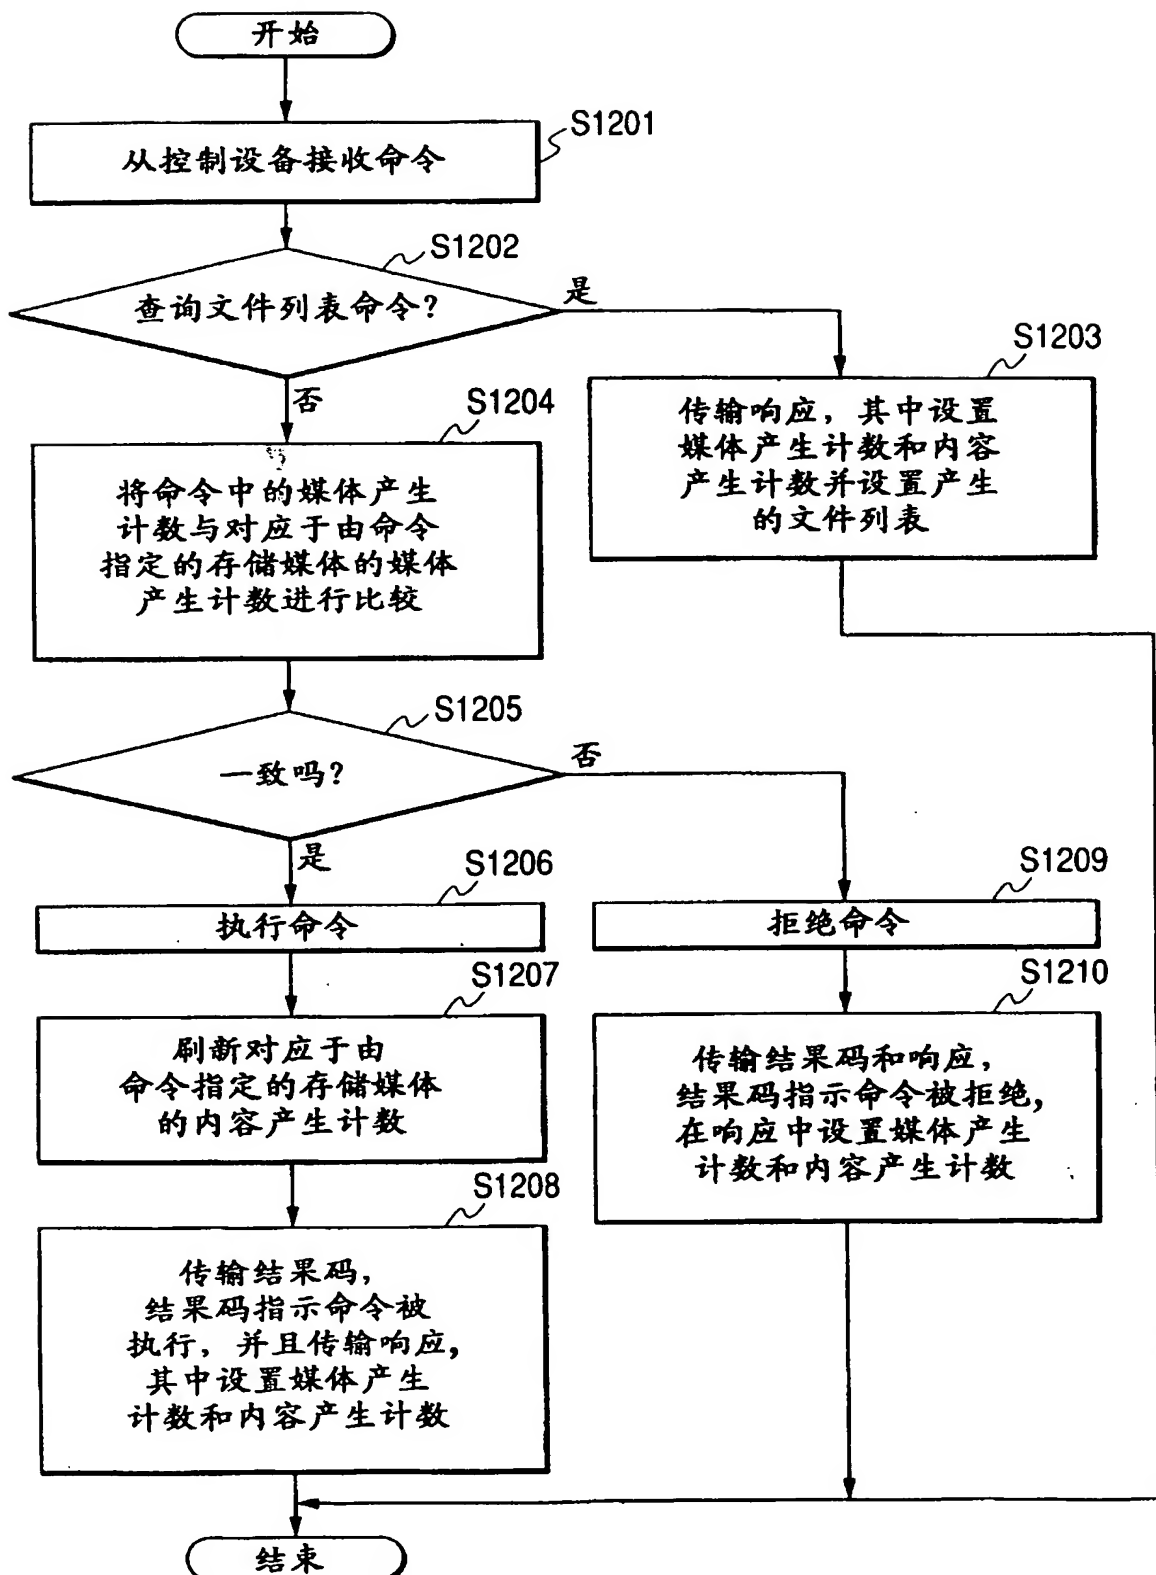 开始
S1201
从控制设备接收命令
S1202
查询文件列表命令？
是
S1203
传输响应，其中设置
媒体产生计数和内容
产生计数并设置产生
的文件列表
否
S1204
将命令中的媒体产生
计数与对应于由命令
指定的存储媒体的媒体
产生计数进行比较
S1205
一致吗？
否
是
S1206
执行命令
S1209
拒绝命令
S1207
刷新对应于由
命令指定的存储媒体
的内容产生计数
S1210
传输结果码和响应，
结果码指示命令被拒绝，
在响应中设置媒体产生
计数和内容产生计数
S1208
传输结果码，
结果码指示命令被
执行，并且传输响应，
其中设置媒体产生
计数和内容产生计数
结束